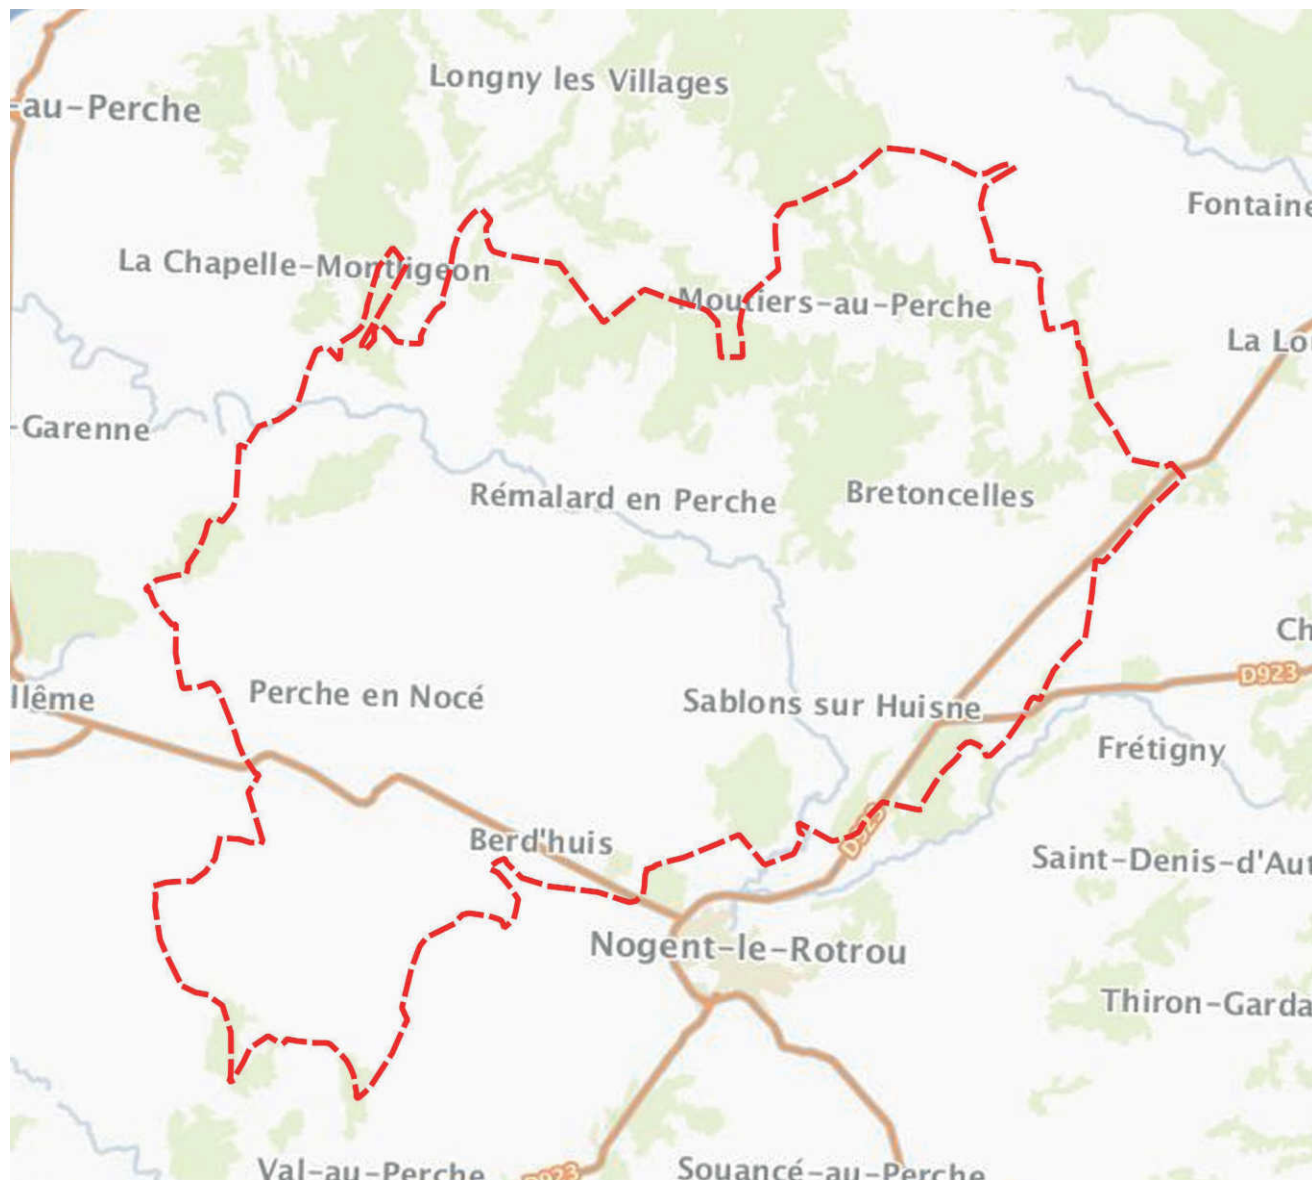 Longny les Villages
-au-Perche
Fontaine
La Chapelle-Montligeon
Moutiers-au-Perche
La Lou
-Garenne
Rémalard en Perche
Bretoncelles
Ch
D923
llême
Perche en Nocé
Sablons sur Huisne
Frétigny
D923
Berd'huis
Saint-Denis-d'Aut
Nogent-le-Rotrou
Thiron-Garda
Val-au-Perche
D923
Souancé-au-Perche